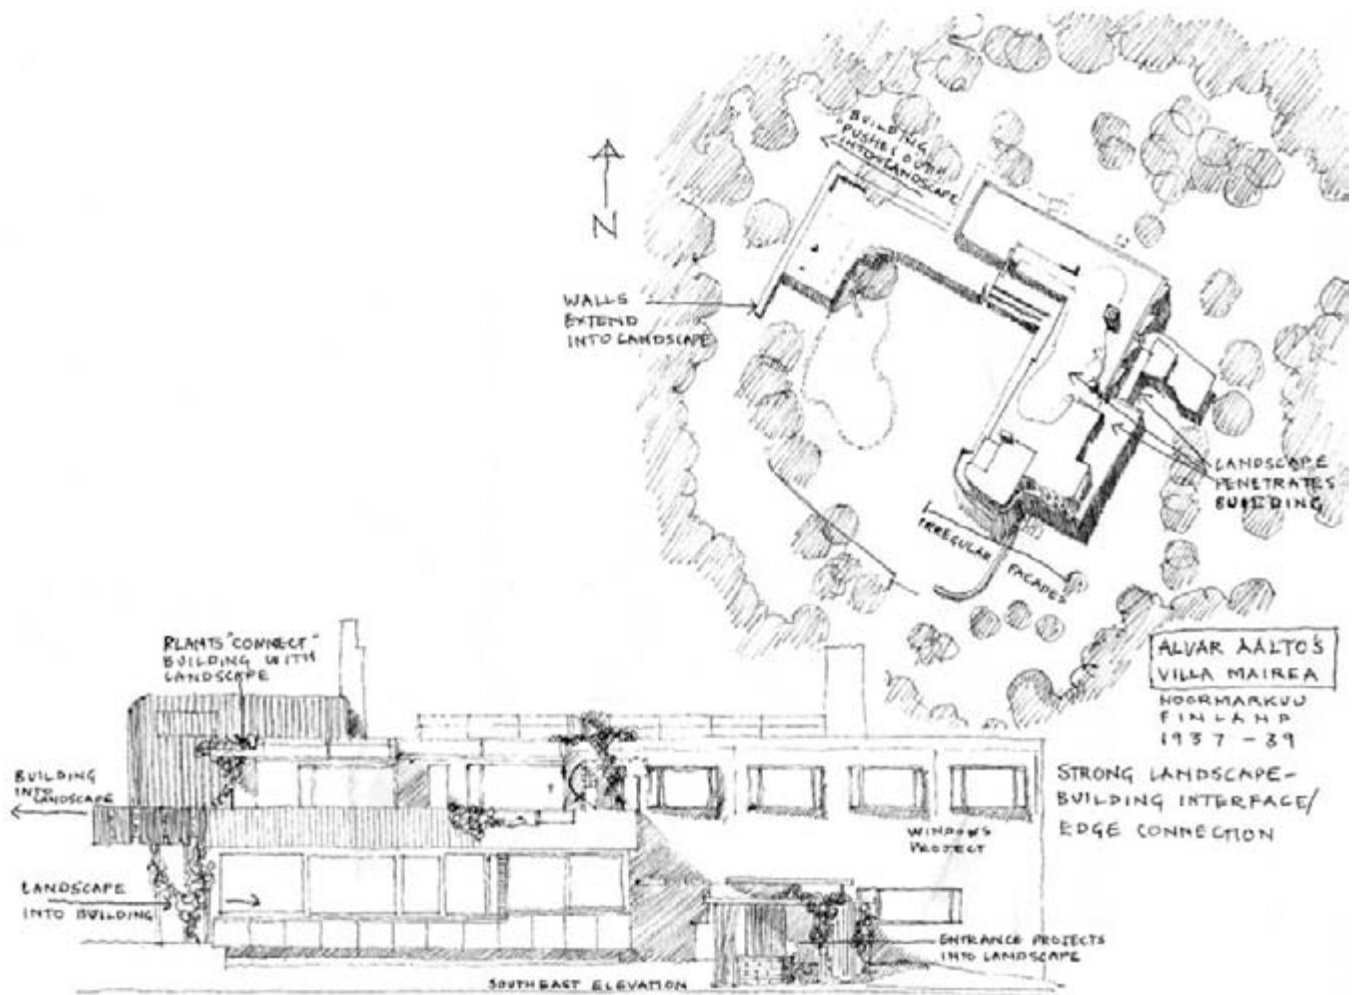 BUILDING
"PUSHES OUT"
INTO LANDSCAPE
N
WALLS
EXTEND
INTO LANDSCAPE
LANDSCAPE
PENETRATES
BUILDING
IRREGULAR FACADES
ALVAR AALTO'S
VILLA MAIREA
NOORMARKUU
FINLAND
1937-39
STRONG LANDSCAPE-
BUILDING INTERFACE/
EDGE CONNECTION
PLANTS "CONNECT"
BUILDING WITH
LANDSCAPE
BUILDING
INTO
LANDSCAPE
LANDSCAPE
INTO BUILDING
WINDOWS
PROJECT
ENTRANCE PROJECTS
INTO LANDSCAPE
SOUTHEAST ELEVATION